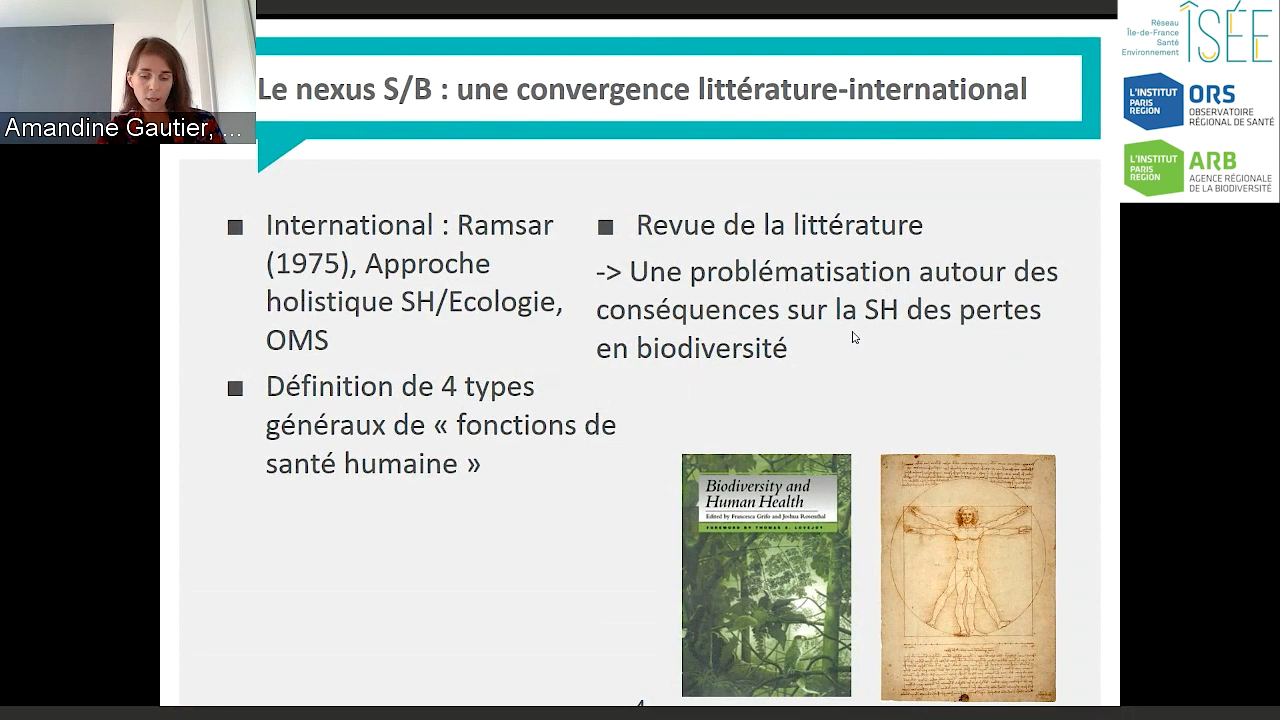 Amandine Gautier, ...
Le nexus S/B : une convergence littérature-international
Réseau
Île-de-France
Santé
Environnement
ÎSÉE
L'INSTITUT
PARIS
REGION
ORS
OBSERVATOIRE
RÉGIONAL DE SANTÉ
L'INSTITUT
PARIS
REGION
ARB
AGENCE RÉGIONALE
DE LA BIODIVERSITÉ
■ International : Ramsar
(1975), Approche
holistique SH/Ecologie,
OMS
■ Définition de 4 types
généraux de « fonctions de
santé humaine »
■ Revue de la littérature
-> Une problématisation autour des
conséquences sur la SH des pertes
en biodiversité
Biodiversity and
Human Health
Edited by Francesca Grifo and Joshua Rosenthal
FOREWORD BY THOMAS E. LOVEJOY